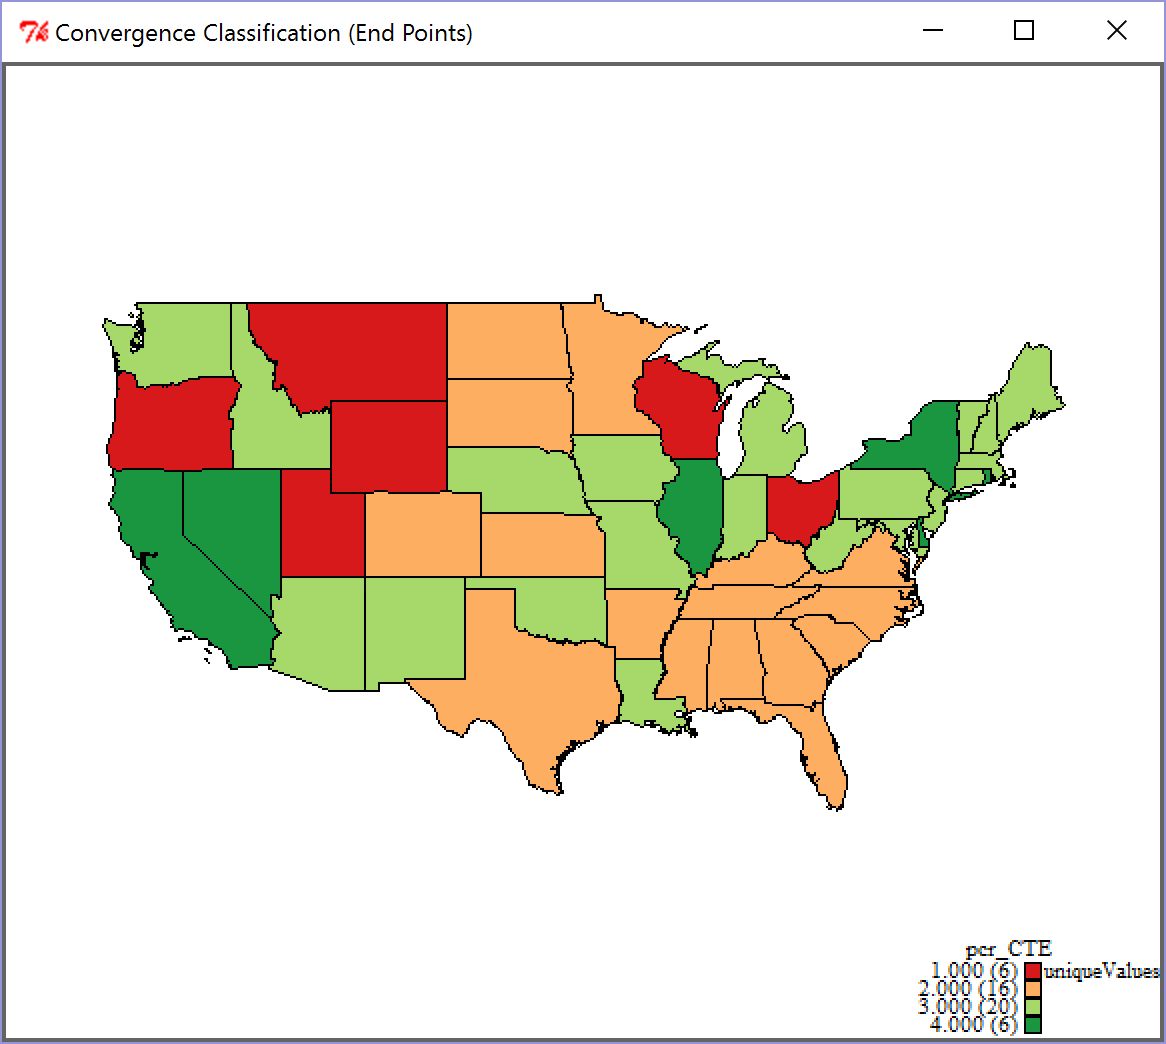 Convergence Classification (End Points)
pcr_CTE
1.000 (6) uniqueValues
2.000 (16)
3.000 (20)
4.000 (6)